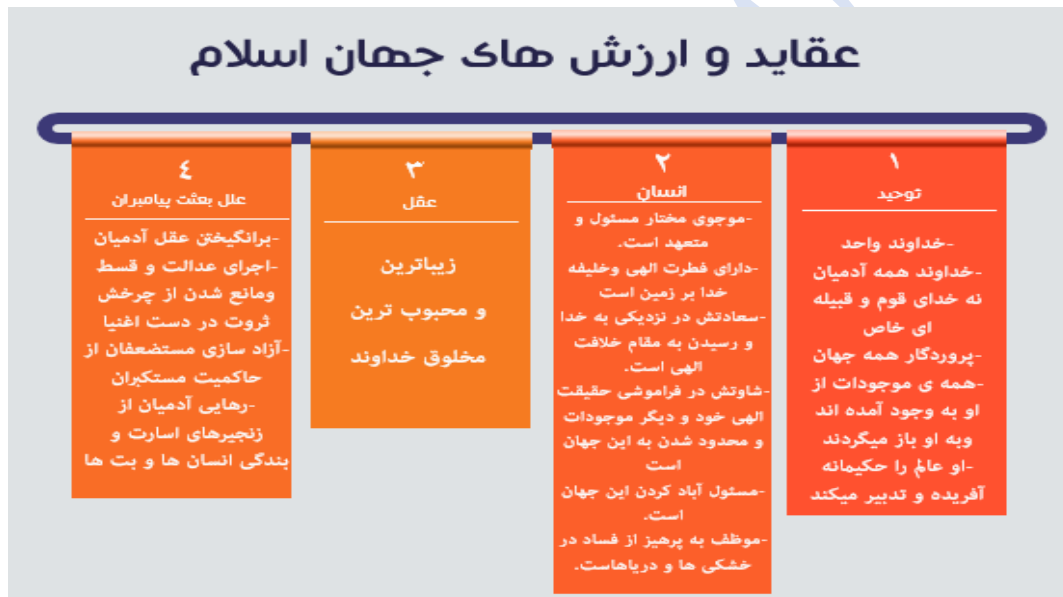 عقاید و ارزش های جهان اسلام
١
توحید
-خداوند واحد
-خداوند همه آدمیان
نه خدای قوم و قبیله
ای خاص
-پروردگار همه جهان
-همه ی موجودات از
او به وجود آمده اند
وبه او باز میگردند
-او عالم را حکیمانه
آفریده و تدبیر میکند
٢
انسان
-موجوی مختار مسئول و
متعهد است.
-دارای فطرت الهی وخلیفه
خدا بر زمین است
-سعادتش در نزدیکی به خدا
و رسیدن به مقام خلافت
الهی است.
-شاوتش در فراموشی حقیقت
الهی خود و دیگر موجودات
و محدود شدن به این جهان
است
-مسئول آباد کردن این جهان
است.
-موظف به پرهیز از فساد در
خشکی ها و دریاهاست.
٣
عقل
زیباترین
و محبوب ترین
مخلوق خداوند
٤
علل بعثت پیامبران
-برانگیختن عقل آدمیان
-اجرای عدالت و قسط
ومانع شدن از چرخش
ثروت در دست اغنیا
-آزاد سازی مستضعفان از
حاکمیت مستکبران
-رهایی آدمیان از
زنجیرهای اسارت و
بندگی انسان ها و بت ها